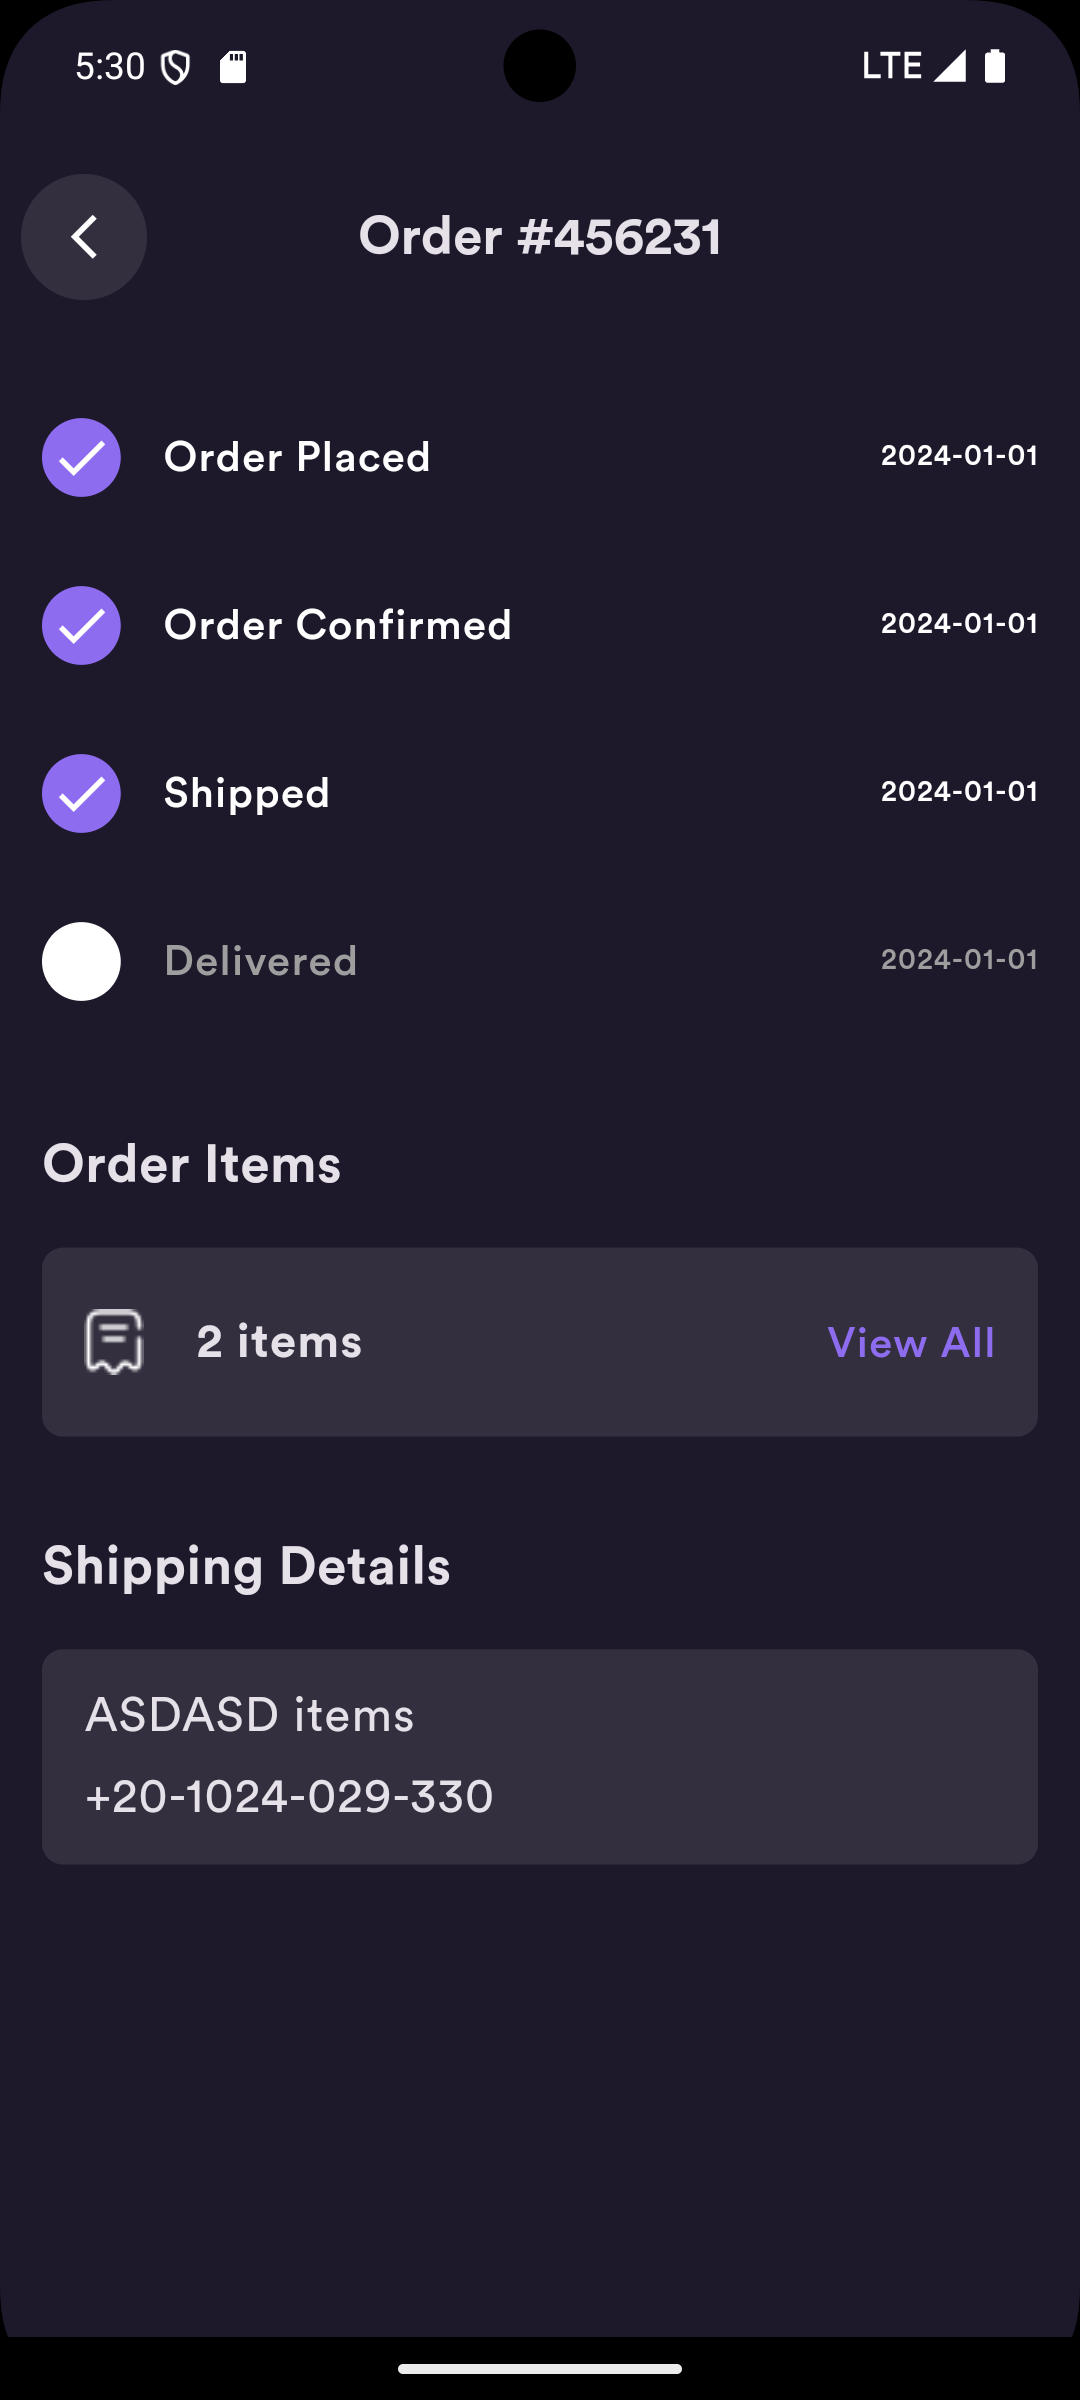 5:30
LTE
Order #456231
Order Placed 2024-01-01
Order Confirmed 2024-01-01
Shipped 2024-01-01
Delivered 2024-01-01
Order Items
2 items View All
Shipping Details
ASDASD items
+20-1024-029-330